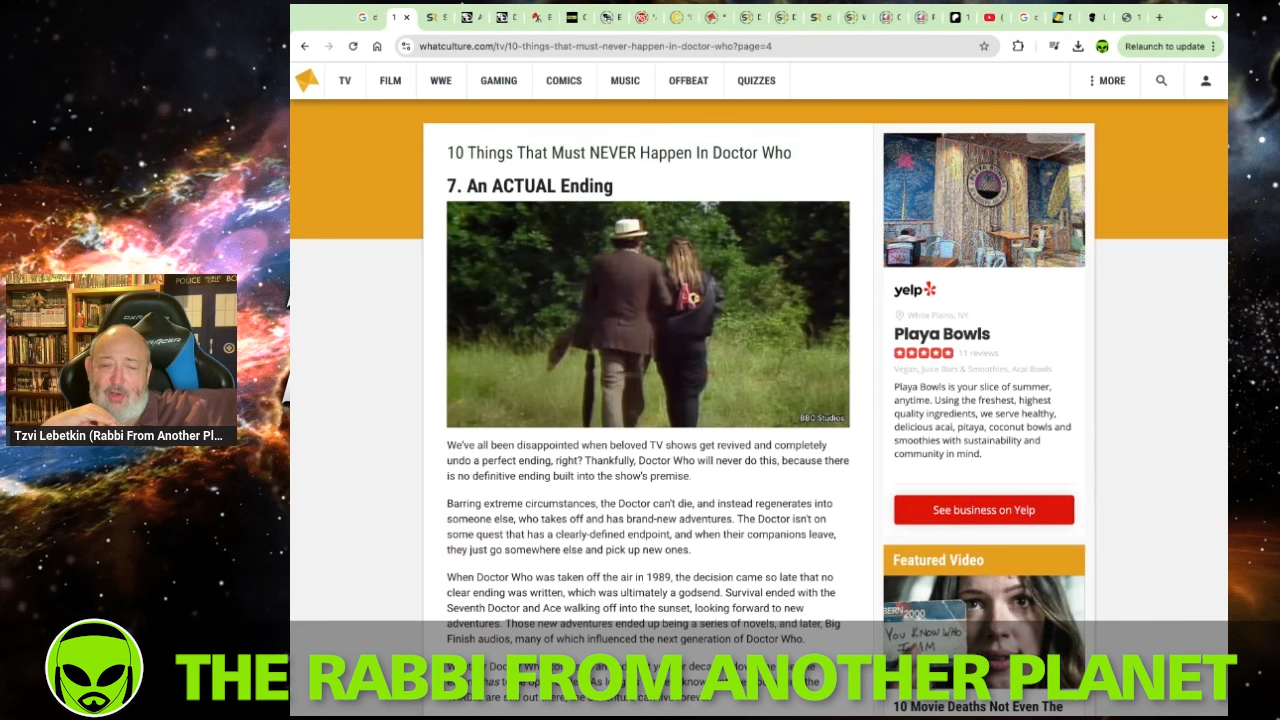 whatculture.com/tv/10-things-that-must-never-happen-in-doctor-who?page=4
Relaunch to update
TV FILM WWE GAMING COMICS MUSIC OFFBEAT QUIZZES MORE
10 Things That Must NEVER Happen In Doctor Who
7. An ACTUAL Ending
BBC Studios
We've all been disappointed when beloved TV shows get revived and completely
undo a perfect ending, right? Thankfully, Doctor Who will never do this, because there
is no definitive ending built into the show's premise.
Barring extreme circumstances, the Doctor can't die, and instead regenerates into
someone else, who takes off and has brand-new adventures. The Doctor isn't on
some quest that has a clearly-defined endpoint, and when their companions leave,
they just go somewhere else and pick up new ones.
When Doctor Who was taken off the air in 1989, the decision came so late that no
clear ending was written, which was ultimately a godsend. Survival ended with the
Seventh Doctor and Ace walking off into the sunset, looking forward to new
adventures. Those new adventures ended up being a series of novels, and later, Big
Finish audios, many of which influenced the next generation of Doctor Who.
yelp
White Plains, NY
Playa Bowls
11 reviews
Vegan, Juice Bars & Smoothies, Acai Bowls
Playa Bowls is your slice of summer,
anytime. Using the freshest, highest
quality ingredients, we serve healthy,
delicious acai, pitaya, coconut bowls and
smoothies with sustainability and
community in mind.
See business on Yelp
Featured Video
BERN 2000
YOU KNOW WHO
I AM
10 Movie Deaths Not Even The
POLICE
Tzvi Lebetkin (Rabbi From Another Pl...
THE RABBI FROM ANOTHER PLANET